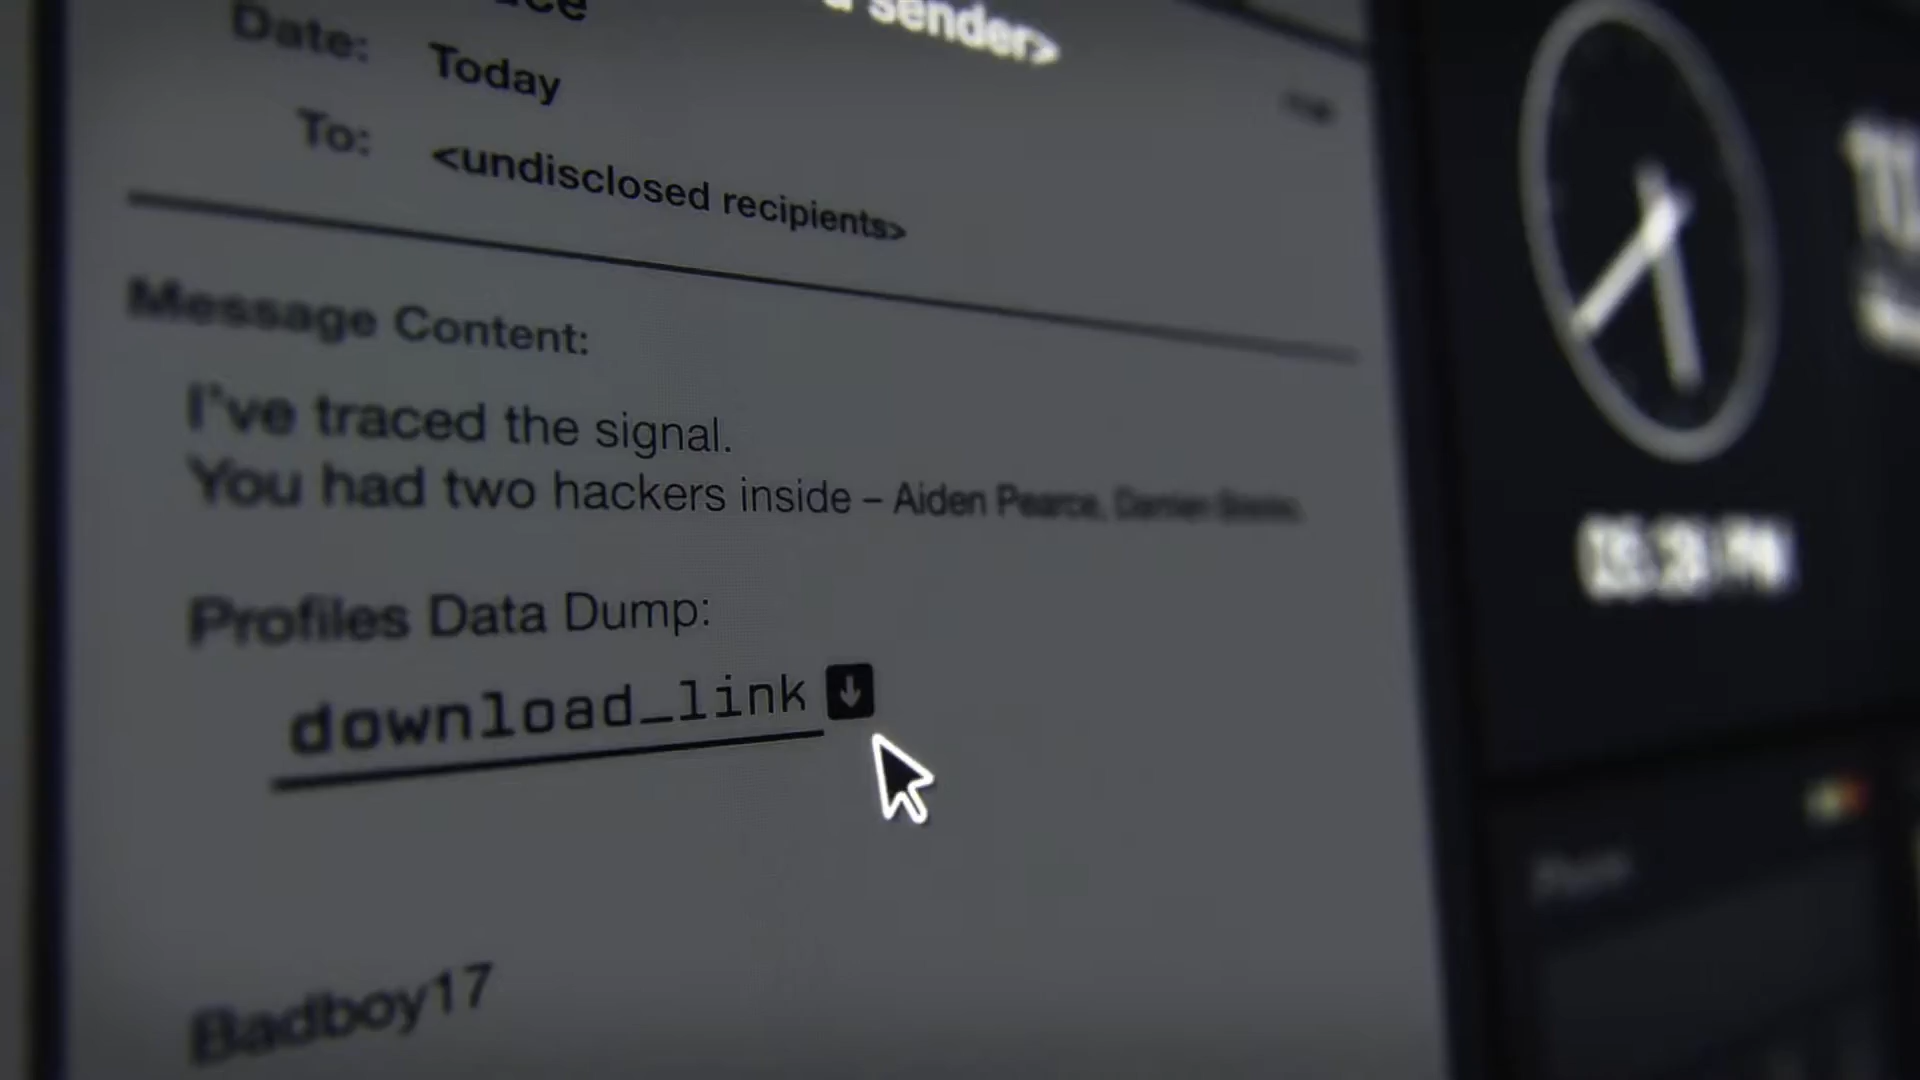 sender>
Date: Today
To: <undisclosed recipients>
Message Content:
I've traced the signal.
You had two hackers inside – Aiden Pearce,
Profiles Data Dump:
download_link
Badboy17